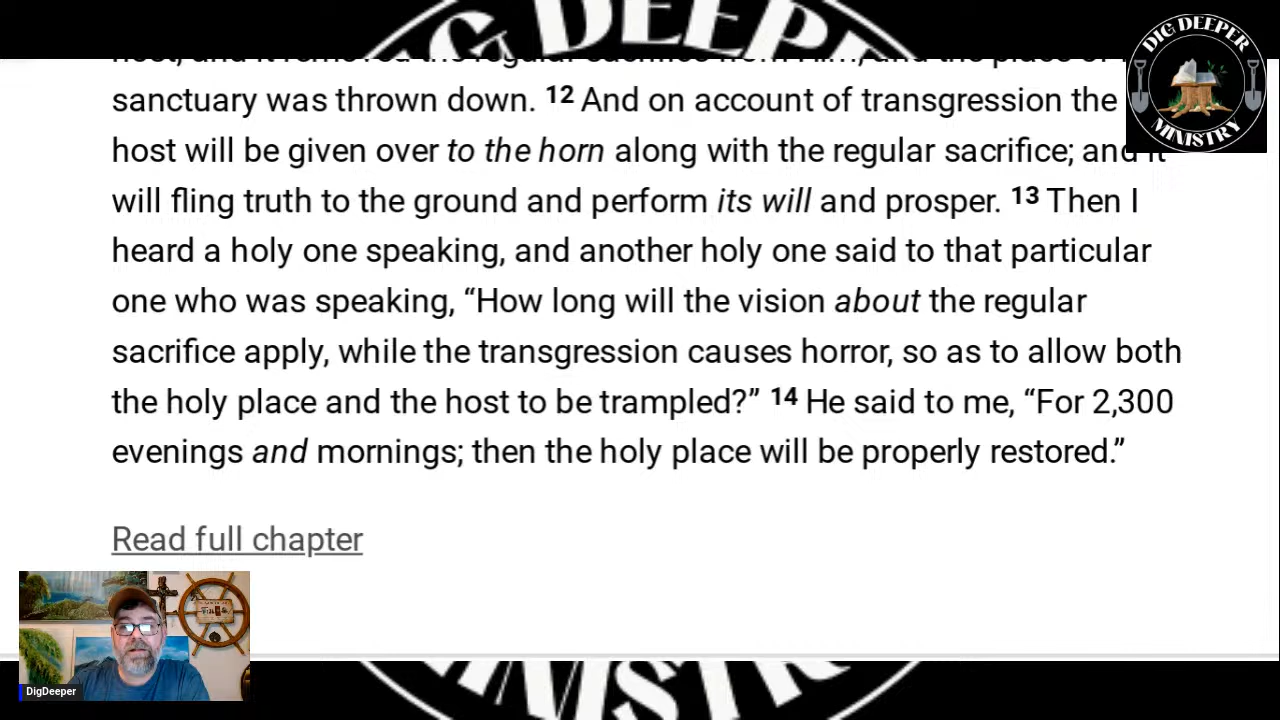 DIG DEEPER
MINISTRY
G DEEPE
sanctuary was thrown down. 12 And on account of transgression the
host will be given over to the horn along with the regular sacrifice; and it
will fling truth to the ground and perform its will and prosper. 13 Then I
heard a holy one speaking, and another holy one said to that particular
one who was speaking, “How long will the vision about the regular
sacrifice apply, while the transgression causes horror, so as to allow both
the holy place and the host to be trampled?” 14 He said to me, “For 2,300
evenings and mornings; then the holy place will be properly restored.”
Read full chapter
DigDeeper